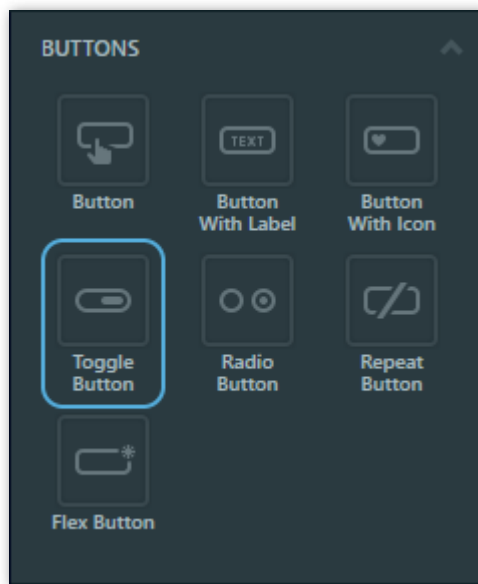 BUTTONS
TEXT
Button
Button
With Label
Button
With Icon
Toggle
Button
Radio
Button
Repeat
Button
Flex Button